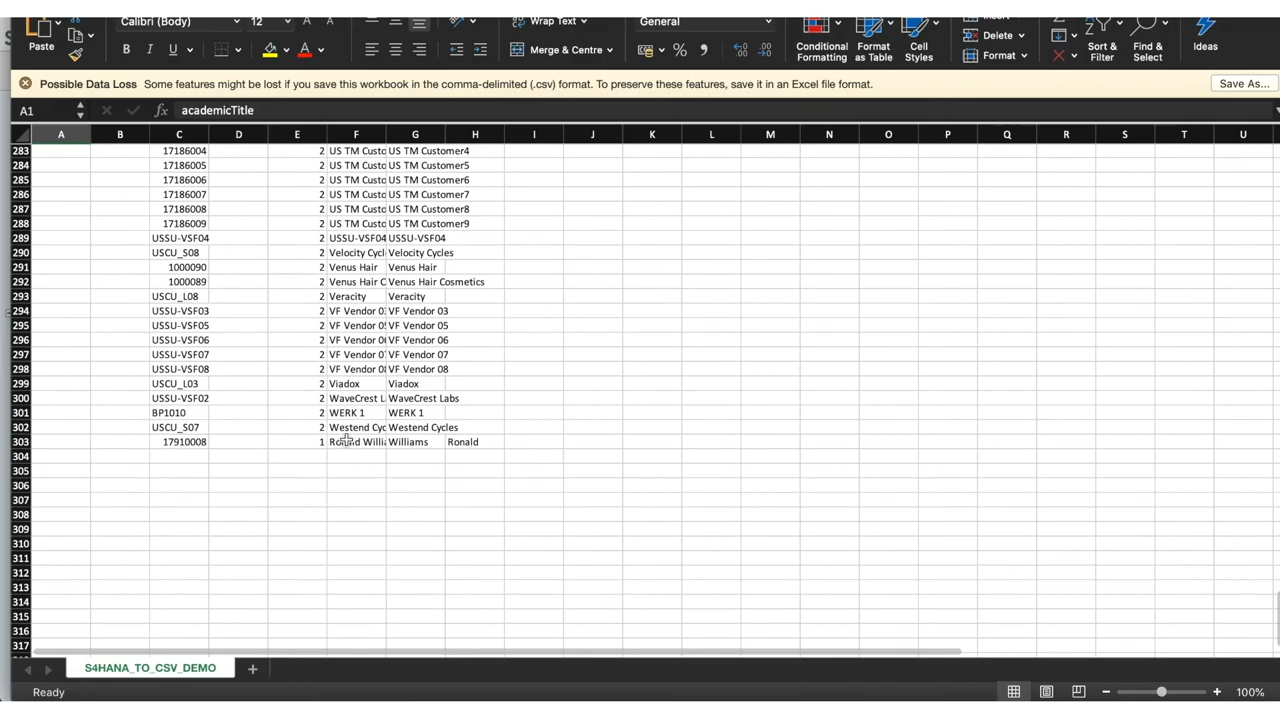 Calibri (Body) 12 Wrap Text General Insert
Paste Delete
B I U Merge & Centre % Conditional Formatting Format as Table Cell Styles Format Sort & Filter Find & Select Ideas
Possible Data Loss Some features might be lost if you save this workbook in the comma-delimited (.csv) format. To preserve these features, save it in an Excel file format. Save As...
A1 fx academicTitle
A B C D E F G H I J K L M N O P Q R S T U
283 17186004 2 US TM Custo US TM Customer4
284 17186005 2 US TM Custo US TM Customer5
285 17186006 2 US TM Custo US TM Customer6
286 17186007 2 US TM Custo US TM Customer7
287 17186008 2 US TM Custo US TM Customer8
288 17186009 2 US TM Custo US TM Customer9
289 USSU-VSF04 2 USSU-VSF04 USSU-VSF04
290 USCU_S08 2 Velocity Cycl Velocity Cycles
291 1000090 2 Venus Hair Venus Hair
292 1000089 2 Venus Hair C Venus Hair Cosmetics
293 USCU_L08 2 Veracity Veracity
294 USSU-VSF03 2 VF Vendor 03 VF Vendor 03
295 USSU-VSF05 2 VF Vendor 05 VF Vendor 05
296 USSU-VSF06 2 VF Vendor 06 VF Vendor 06
297 USSU-VSF07 2 VF Vendor 07 VF Vendor 07
298 USSU-VSF08 2 VF Vendor 08 VF Vendor 08
299 USCU_L03 2 Viadox Viadox
300 USSU-VSF02 2 WaveCrest L WaveCrest Labs
301 BP1010 2 WERK 1 WERK 1
302 USCU_S07 2 Westend Cyc Westend Cycles
303 17910008 1 Ronald Willia Williams Ronald
304
305
306
307
308
309
310
311
312
313
314
315
316
317
S4HANA_TO_CSV_DEMO
Ready 100%